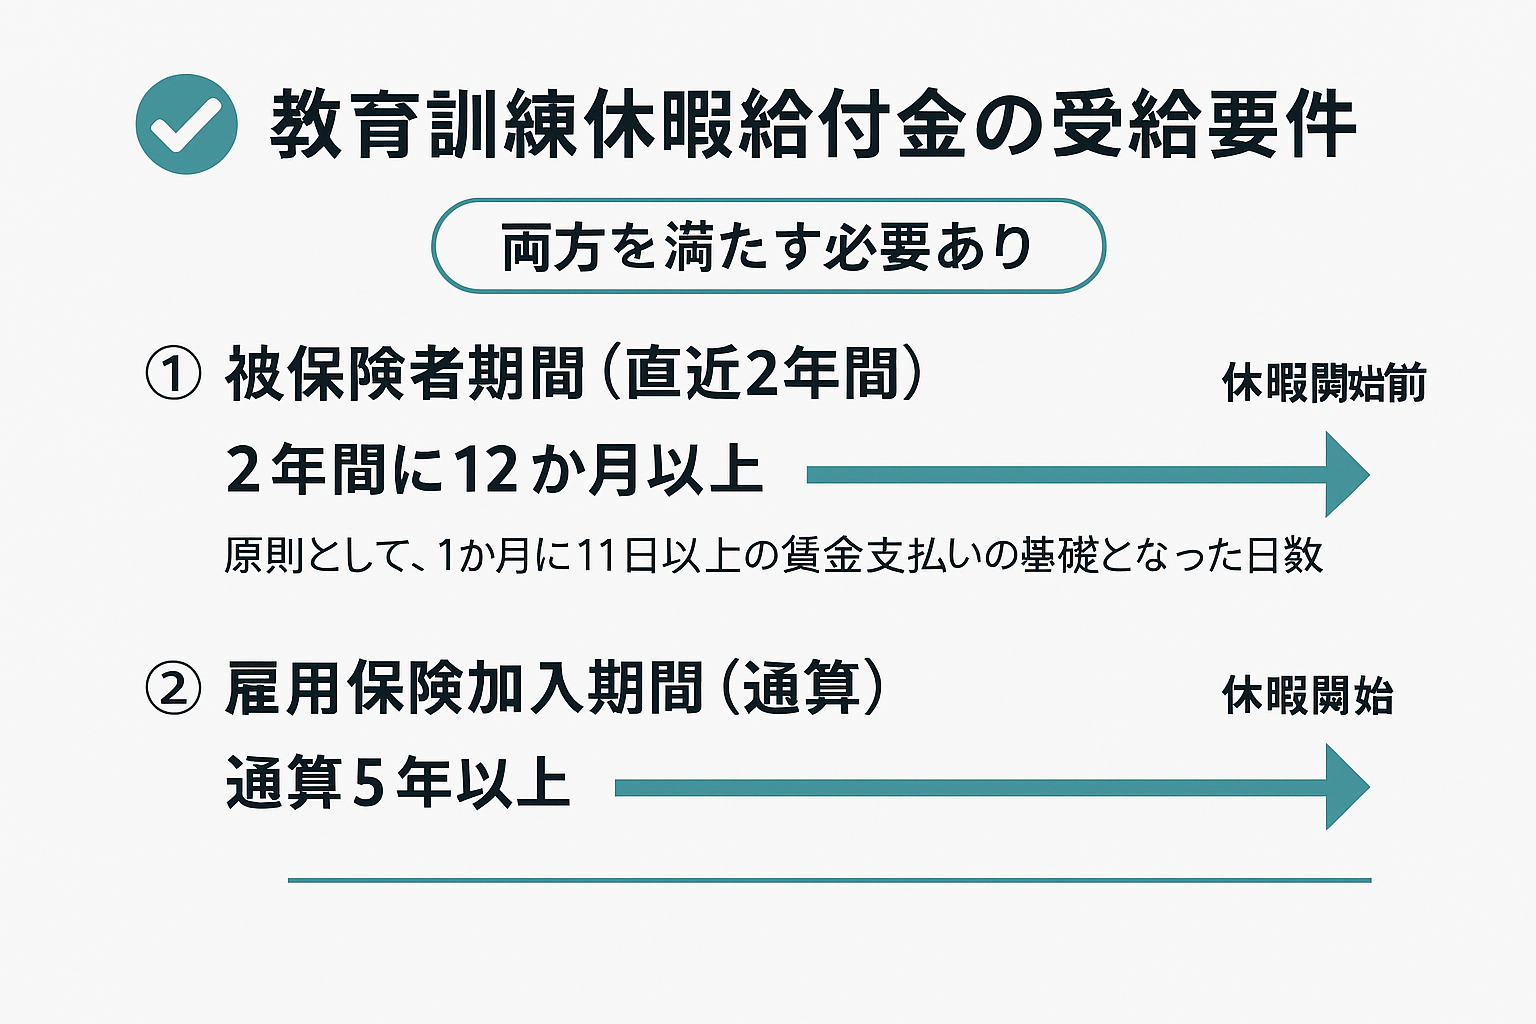 教育訓練休暇給付金の受給要件
両方を満たす必要あり
① 被保険者期間（直近2年間）
休暇開始前
2年間に12か月以上
原則として、1か月に11日以上の賃金支払いの基礎となった日数
② 雇用保険加入期間（通算）
休暇開始
通算5年以上